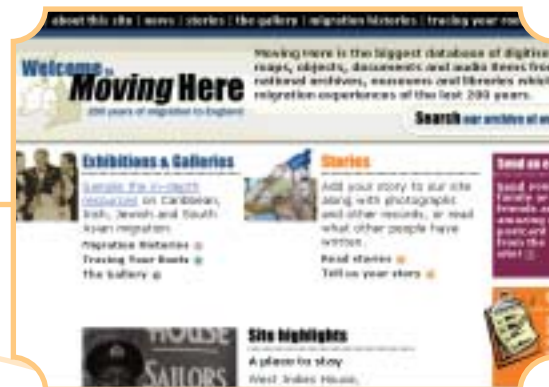 about this site | news | stories | the gallery | migration histories | tracing your
Moving Here is the biggest database of digitised
maps, objects, documents and audio items from
national archives, museums and libraries which
migration experiences of the last 200 years.
Welcome to
Moving Here
200 years of migration to England
Search our archive of
Exhibitions & Galleries
Sample the in-depth
resources on Caribbean,
Irish, Jewish and South
Asian migration.
Migration Histories
Tracing Your Roots
The Gallery
Stories
Add your story to our site
along with photographs
and other records, or read
what other people have
written.
Read stories
Tell us your story
Send an
family or
friends
amazing
postcard
from the
HOUSE
SAILORS
Site highlights
A place to stay
West Indies House,